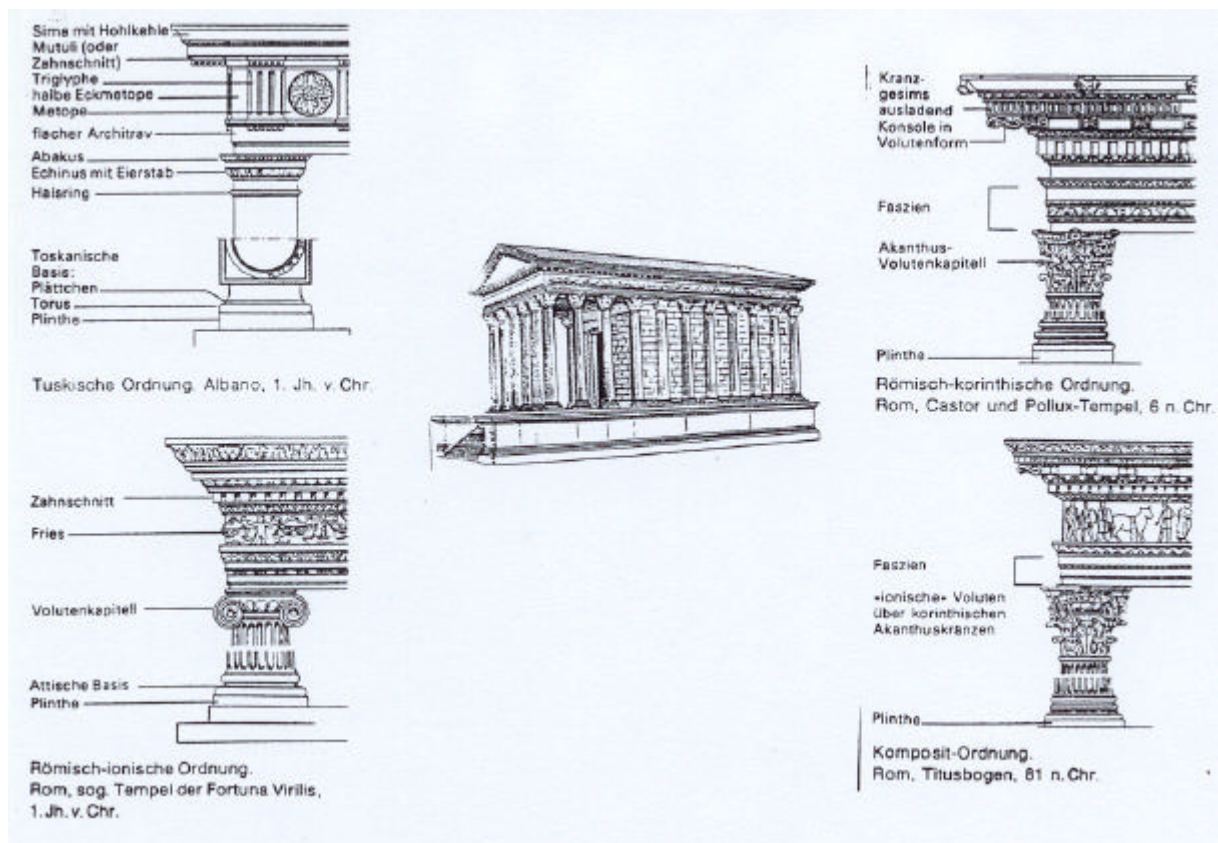 Sima mit Hohlkehle
Mutuli (oder
Zahnschnitt)
Triglyphe
halbe Eckmetope
Metope
flacher Architrav
Abakus
Echinus mit Eierstab
Halsring
Toskanische
Basis:
Plättchen
Torus
Plinthe
Tuskische Ordnung. Albano, 1. Jh. v. Chr.
Zahnschnitt
Fries
Volutenkapitell
Attische Basis
Plinthe
Römisch-ionische Ordnung.
Rom, sog. Tempel der Fortuna Virilis,
1. Jh. v. Chr.
Kranz-
gesims
ausladend
Konsole in
Volutenform
Faszien
Akanthus-
Volutenkapitell
Plinthe
Römisch-korinthische Ordnung.
Rom, Castor und Pollux-Tempel, 6 n. Chr.
Faszien
«ionische» Voluten
über korinthischen
Akanthuskränzen
Plinthe
Komposit-Ordnung.
Rom, Titusbogen, 81 n. Chr.